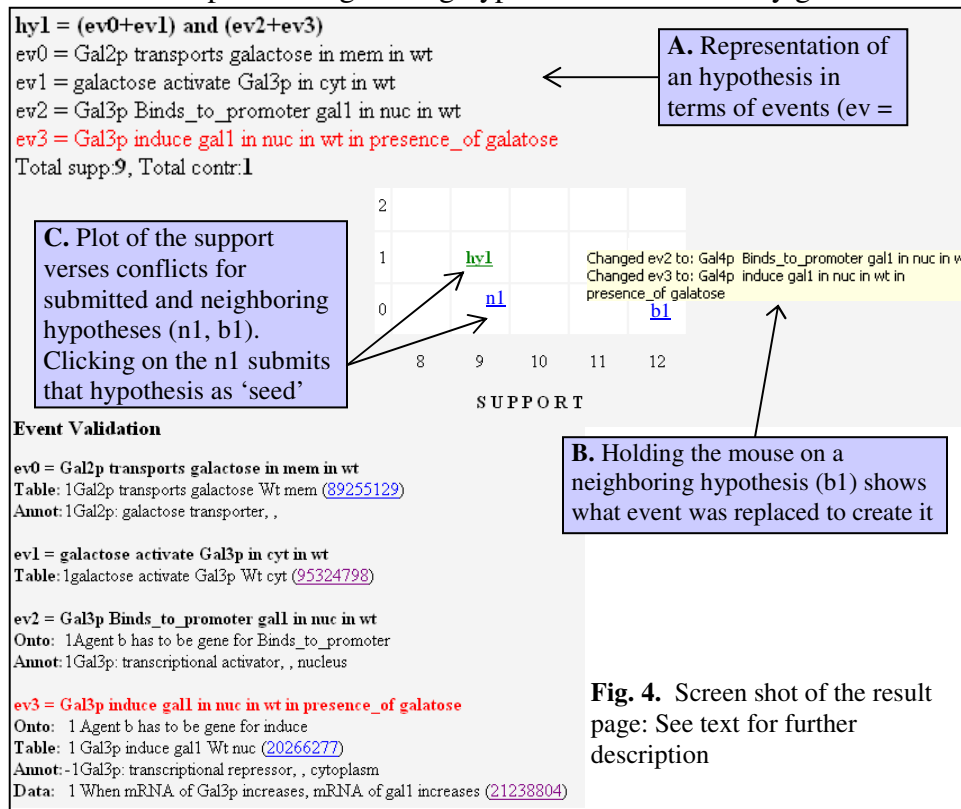 hy1 = (ev0+ev1) and (ev2+ev3)
ev0 = Gal2p transports galactose in mem in wt
ev1 = galactose activate Gal3p in cyt in wt
ev2 = Gal3p Binds_to_promoter gal1 in nuc in wt
ev3 = Gal3p induce gal1 in nuc in wt in presence_of galatose
Total supp:9, Total contr:1
A. Representation of
an hypothesis in
terms of events (ev =
C. Plot of the support
verses conflicts for
submitted and neighboring
hypotheses (n1, b1).
Clicking on the n1 submits
that hypothesis as ‘seed’
2
1
0
hy1
n1
b1
Changed ev2 to: Gal4p Binds_to_promoter gal1 in nuc in w
Changed ev3 to: Gal4p induce gal1 in nuc in wt in
presence_of galatose
8 9 10 11 12
SUPPORT
B. Holding the mouse on a
neighboring hypothesis (b1) shows
what event was replaced to create it
Event Validation
ev0 = Gal2p transports galactose in mem in wt
Table: 1Gal2p transports galactose Wt mem (89255129)
Annot: 1Gal2p: galactose transporter, ,
ev1 = galactose activate Gal3p in cyt in wt
Table: 1galactose activate Gal3p Wt cyt (95324798)
ev2 = Gal3p Binds_to_promoter gal1 in nuc in wt
Onto: 1Agent b has to be gene for Binds_to_promoter
Annot: 1Gal3p: transcriptional activator, , nucleus
ev3 = Gal3p induce gal1 in nuc in wt in presence_of galatose
Onto: 1 Agent b has to be gene for induce
Table: 1 Gal3p induce gal1 Wt nuc (20266277)
Annot: -1Gal3p: transcriptional repressor, , cytoplasm
Data: 1 When mRNA of Gal3p increases, mRNA of gal1 increases (21238804)
Fig. 4. Screen shot of the result
page: See text for further
description